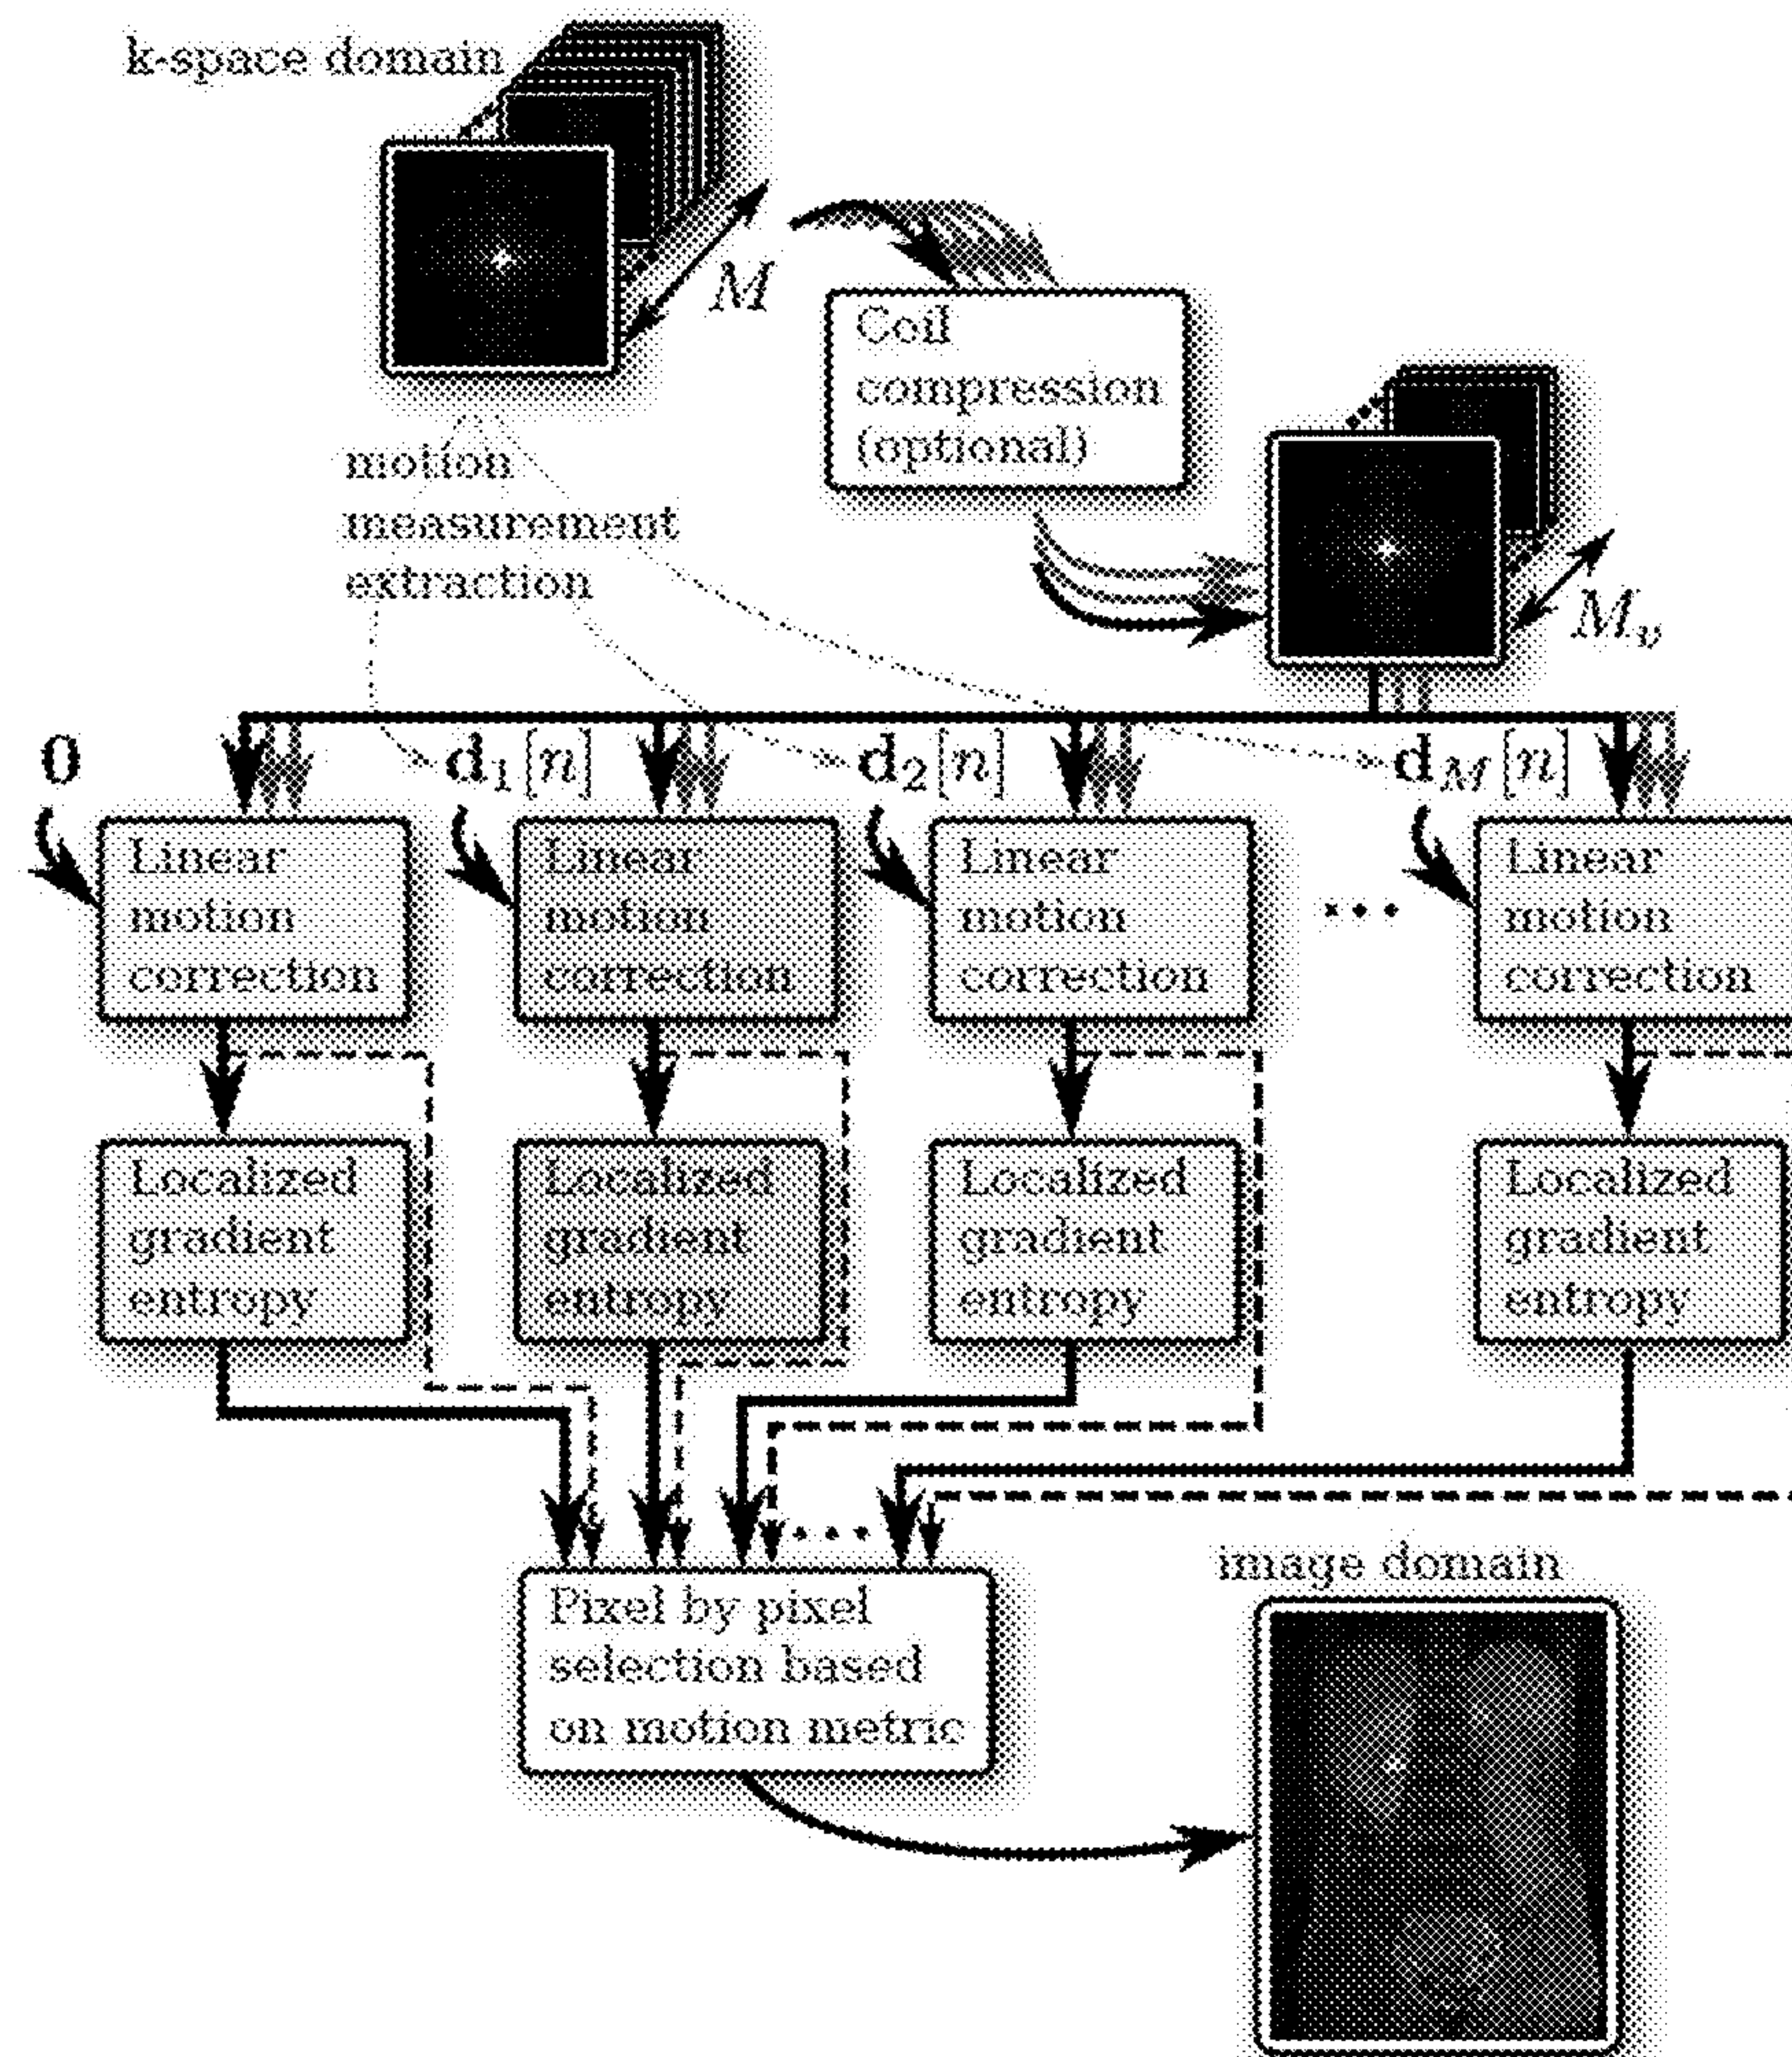 k-space domain
M
Coil
compression
(optional)
motion
measurement
extraction
M_v
0
d_1[n]
d_2[n]
d_M[n]
Linear
motion
correction
Linear
motion
correction
Linear
motion
correction
...
Linear
motion
correction
Localized
gradient
entropy
Localized
gradient
entropy
Localized
gradient
entropy
Localized
gradient
entropy
...
Pixel by pixel
selection based
on motion metric
image domain